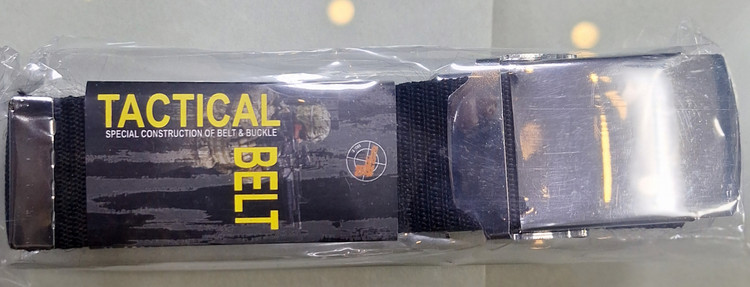 TACTICAL
SPECIAL CONSTRUCTION OF BELT & BUCKLE
BELT